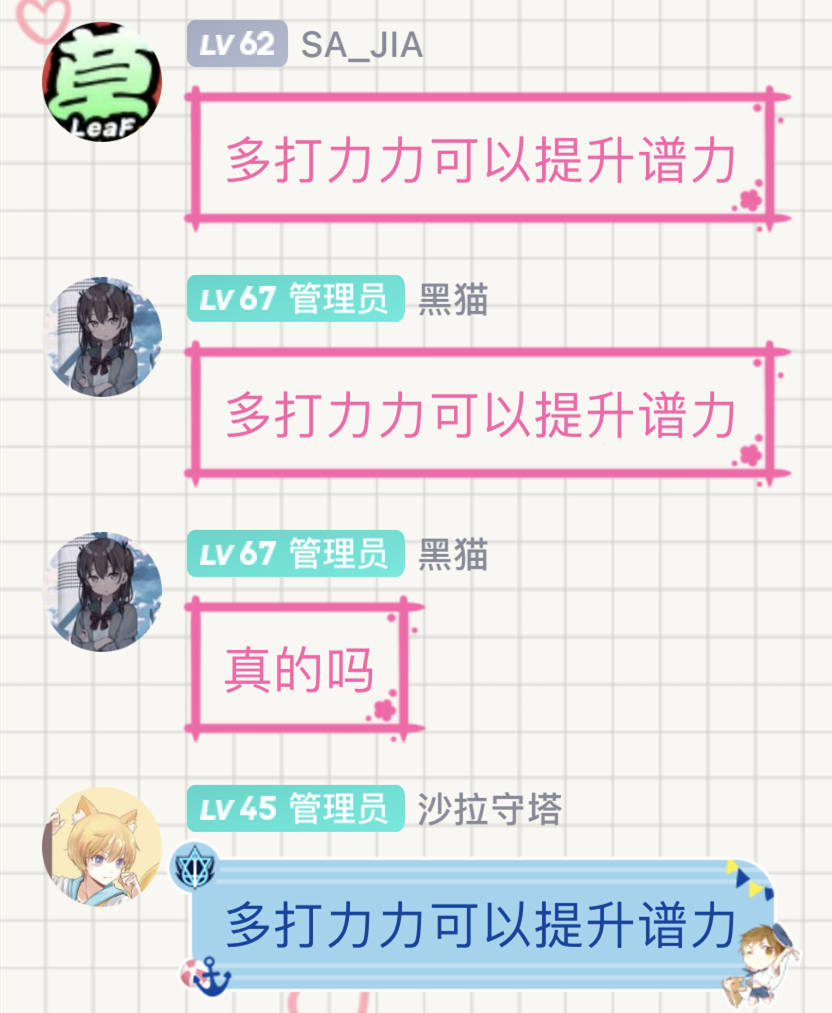 草
LeaF
LV 62 SA_JIA
多打力力可以提升谱力
LV 67 管理员 黑猫
多打力力可以提升谱力
LV 67 管理员 黑猫
真的吗
LV 45 管理员 沙拉守塔
多打力力可以提升谱力